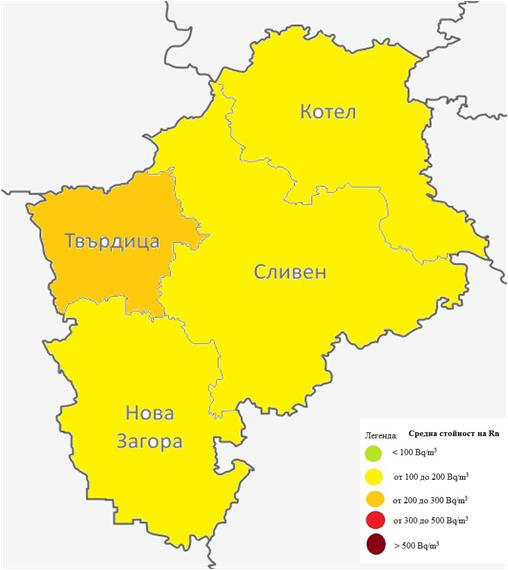 Котел
Твърдица
Сливен
Нова
Загора
Легенда: Средна стойност на Rn
< 100 Bq/m³
от 100 до 200 Bq/m³
от 200 до 300 Bq/m³
от 300 до 500 Bq/m³
> 500 Bq/m³